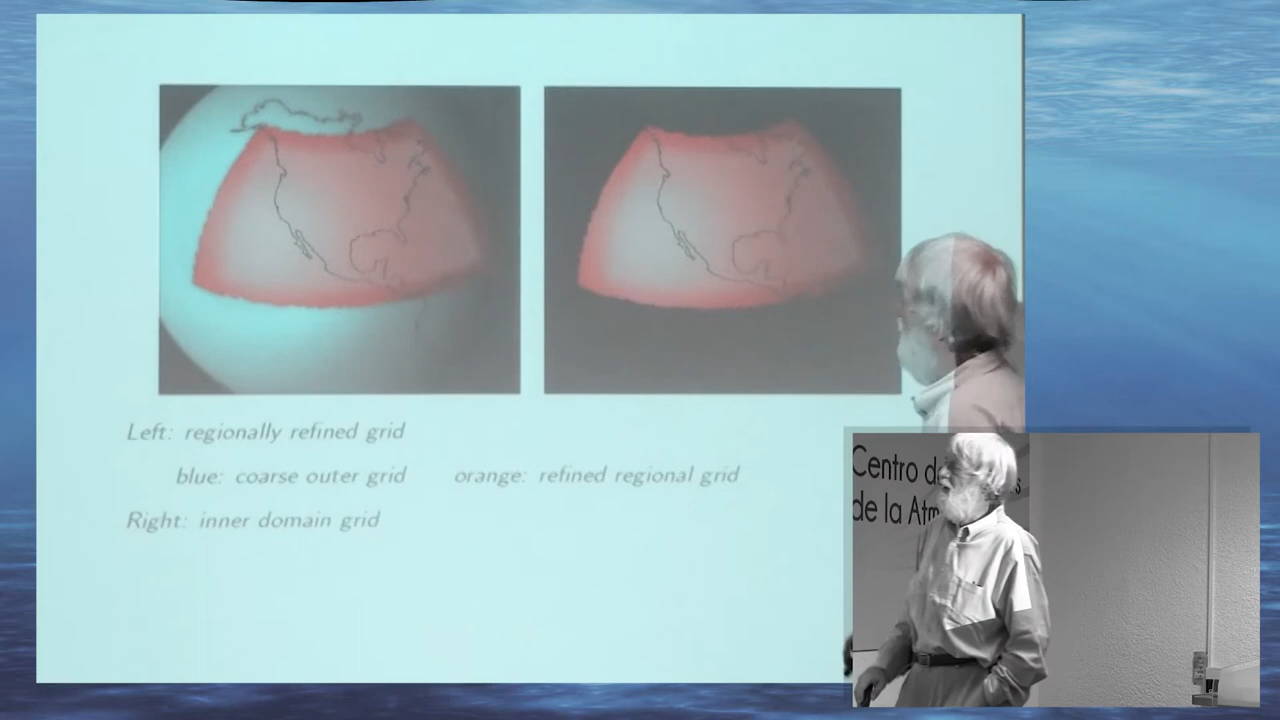 Left: regionally refined grid
blue: coarse outer grid orange: refined regional grid
Right: inner domain grid
Centro de
de la Atm